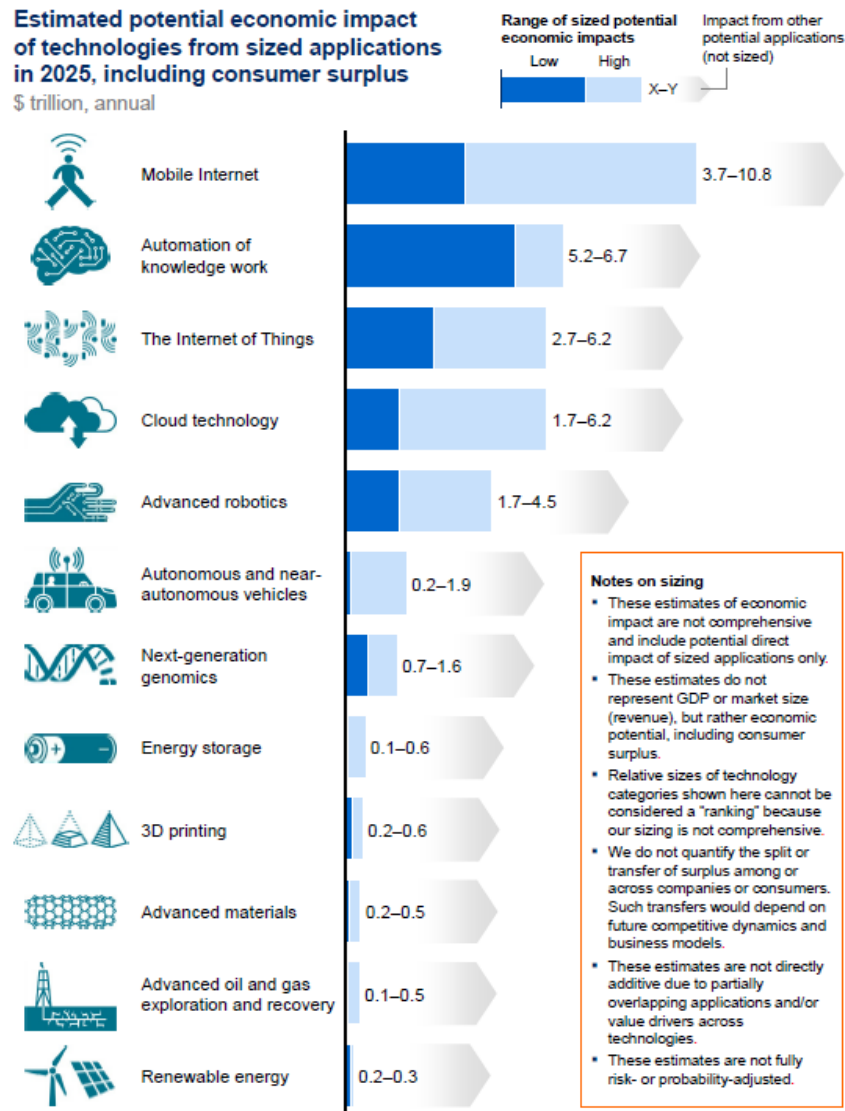 Estimated potential economic impact
of technologies from sized applications
in 2025, including consumer surplus
$ trillion, annual
Range of sized potential
economic impacts
Low High
X–Y
Impact from other
potential applications
(not sized)
Mobile Internet
3.7–10.8
Automation of
knowledge work
5.2–6.7
The Internet of Things
2.7–6.2
Cloud technology
1.7–6.2
Advanced robotics
1.7–4.5
Autonomous and near-
autonomous vehicles
0.2–1.9
Next-generation
genomics
0.7–1.6
Energy storage
0.1–0.6
3D printing
0.2–0.6
Advanced materials
0.2–0.5
Advanced oil and gas
exploration and recovery
0.1–0.5
Renewable energy
0.2–0.3
Notes on sizing
▪ These estimates of economic
impact are not comprehensive
and include potential direct
impact of sized applications only.
▪ These estimates do not
represent GDP or market size
(revenue), but rather economic
potential, including consumer
surplus.
▪ Relative sizes of technology
categories shown here cannot be
considered a "ranking" because
our sizing is not comprehensive.
▪ We do not quantify the split or
transfer of surplus among or
across companies or consumers.
Such transfers would depend on
future competitive dynamics and
business models.
▪ These estimates are not directly
additive due to partially
overlapping applications and/or
value drivers across
technologies.
▪ These estimates are not fully
risk- or probability-adjusted.